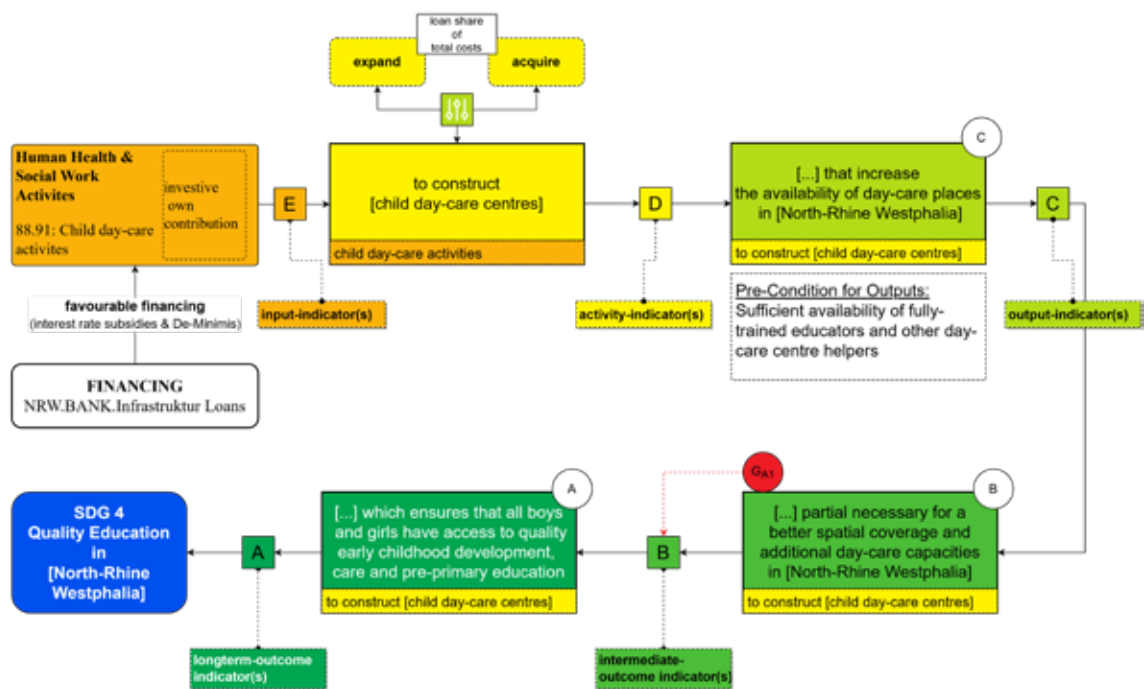 loan share
of
total costs
expand
acquire
Human Health &
Social Work
Activites
88.91: Child day-care
activites
investive
own
contribution
E
to construct
[child day-care centres]
child day-care activities
D
C
[...] that increase
the availability of day-care places
in [North-Rhine Westphalia]
to construct [child day-care centres]
C
favourable financing
(interest rate subsidies & De-Minimis)
input-indicator(s)
activity-indicator(s)
Pre-Condition for Outputs:
Sufficient availability of fully-
trained educators and other day-
care centre helpers
output-indicator(s)
FINANCING
NRW.BANK.Infrastruktur Loans
SDG 4
Quality Education
in
[North-Rhine
Westphalia]
A
A
[...] which ensures that all boys
and girls have access to quality
early childhood development,
care and pre-primary education
to construct [child day-care centres]
GA1
B
B
[...] partial necessary for a
better spatial coverage and
additional day-care capacities
in [North-Rhine Westphalia]
to construct [child day-care centres]
longterm-outcome
indicator(s)
intermediate-
outcome indicator(s)